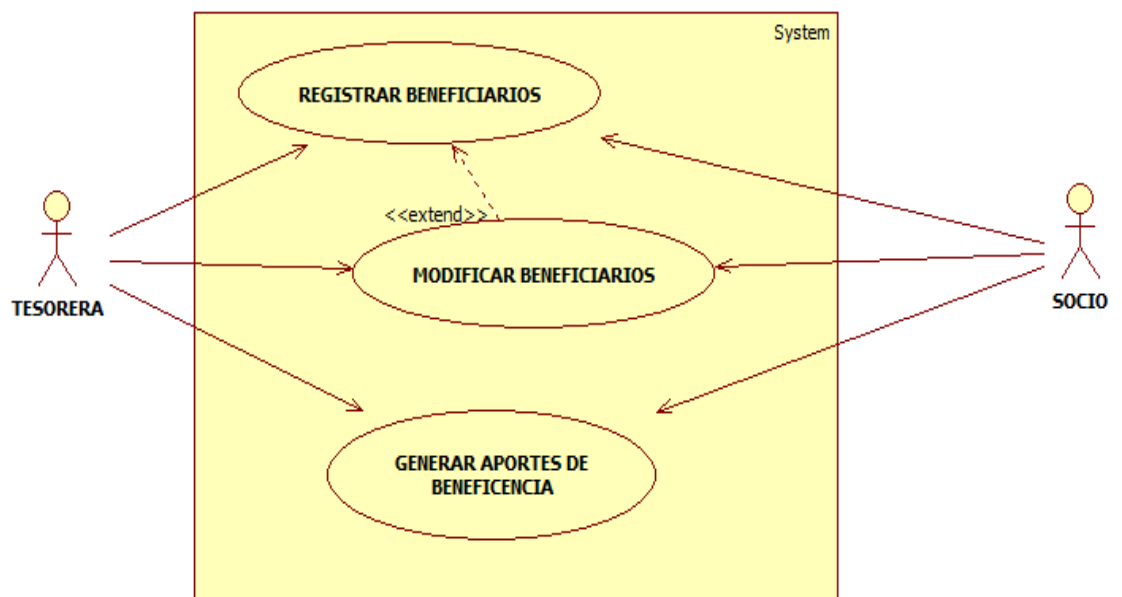 System
REGISTRAR BENEFICIARIOS
<<extend>>
MODIFICAR BENEFICIARIOS
TESORERA
SOCIO
GENERAR APORTES DE
BENEFICENCIA